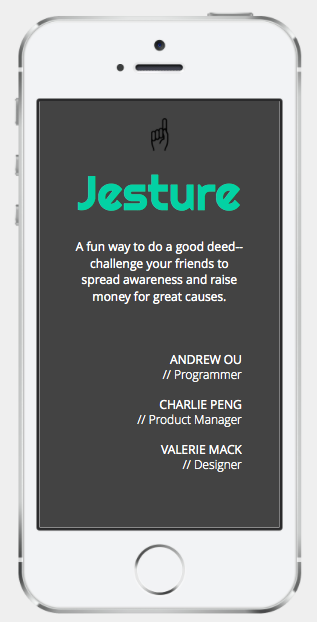 Jesture
A fun way to do a good deed--
challenge your friends to
spread awareness and raise
money for great causes.
ANDREW OU
// Programmer
CHARLIE PENG
// Product Manager
VALERIE MACK
// Designer